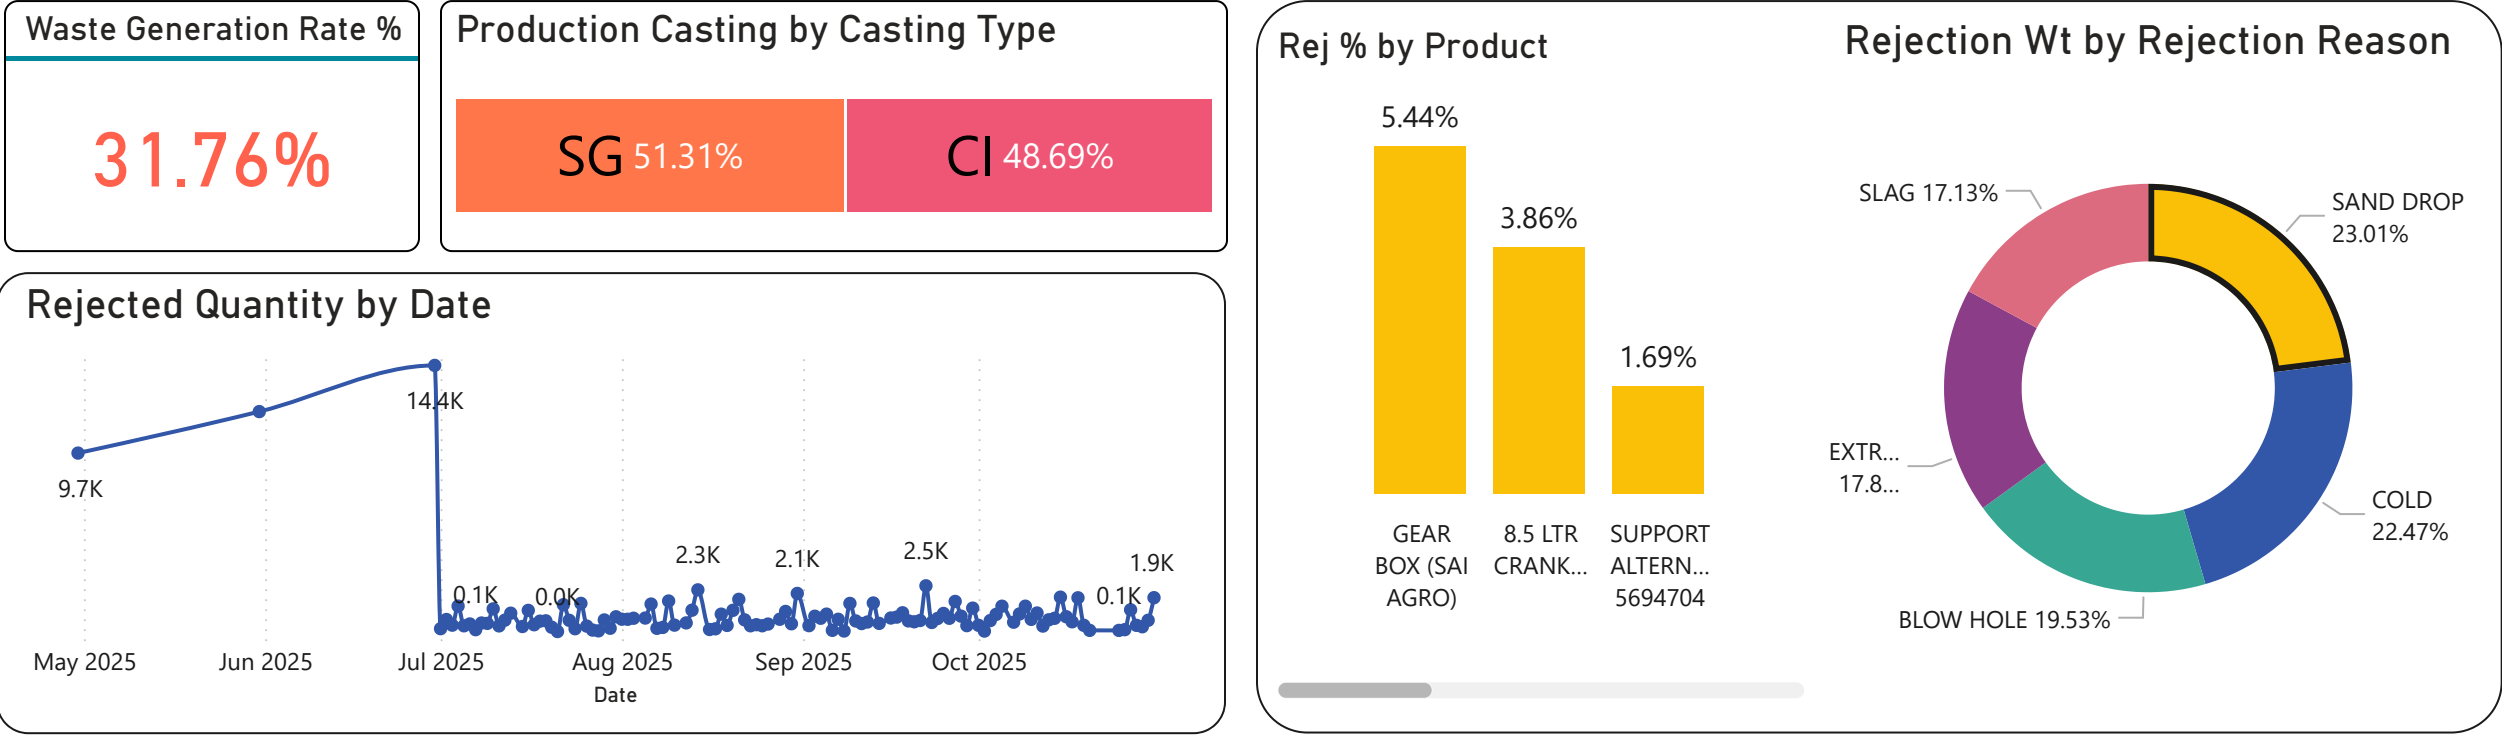 Waste Generation Rate %
31.76%
Production Casting by Casting Type
SG 51.31%
CI 48.69%
Rejected Quantity by Date
14.4K
9.7K
2.3K
2.1K
2.5K
1.9K
0.1K
0.0K
0.1K
May 2025
Jun 2025
Jul 2025
Aug 2025
Sep 2025
Oct 2025
Date
Rej % by Product
5.44%
3.86%
1.69%
GEAR
BOX (SAI
AGRO)
8.5 LTR
CRANK...
SUPPORT
ALTERN...
5694704
Rejection Wt by Rejection Reason
SLAG 17.13%
SAND DROP
23.01%
EXTR...
17.8...
COLD
22.47%
BLOW HOLE 19.53%